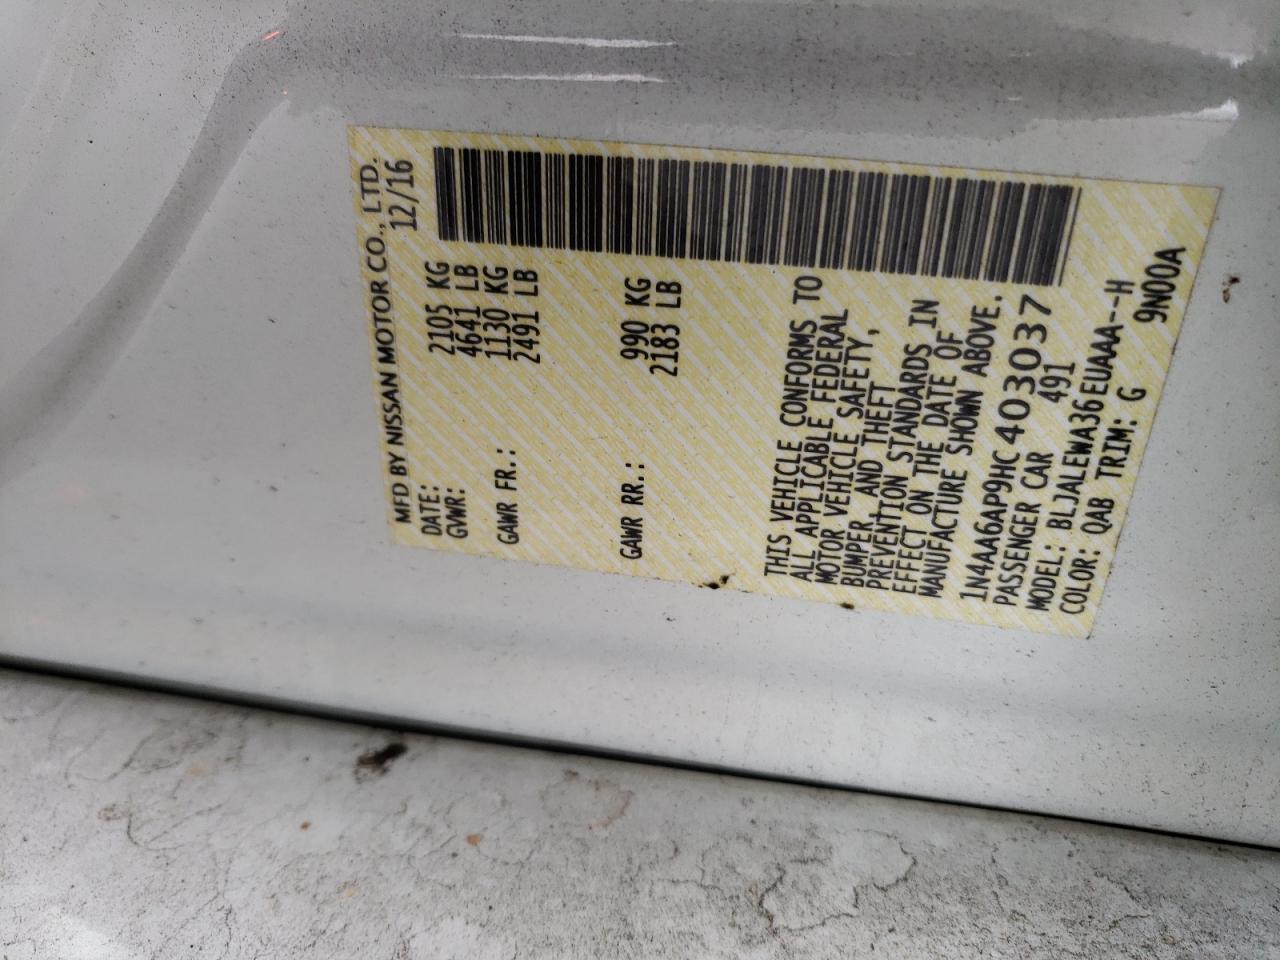 MFD BY NISSAN MOTOR CO., LTD.
DATE: 12/16
GVWR: 2105 KG
4641 LB
GAWR FR.: 1130 KG
2491 LB
GAWR RR.: 990 KG
2183 LB
THIS VEHICLE CONFORMS TO
ALL APPLICABLE FEDERAL
MOTOR VEHICLE SAFETY,
BUMPER AND THEFT
PREVENTION STANDARDS IN
EFFECT ON THE DATE OF
MANUFACTURE SHOWN ABOVE.
1N4AA6AP9HC403037
PASSENGER CAR 491
MODEL: BLJALEWA36EUAAA--H
COLOR: QAB TRIM: G 9N00A